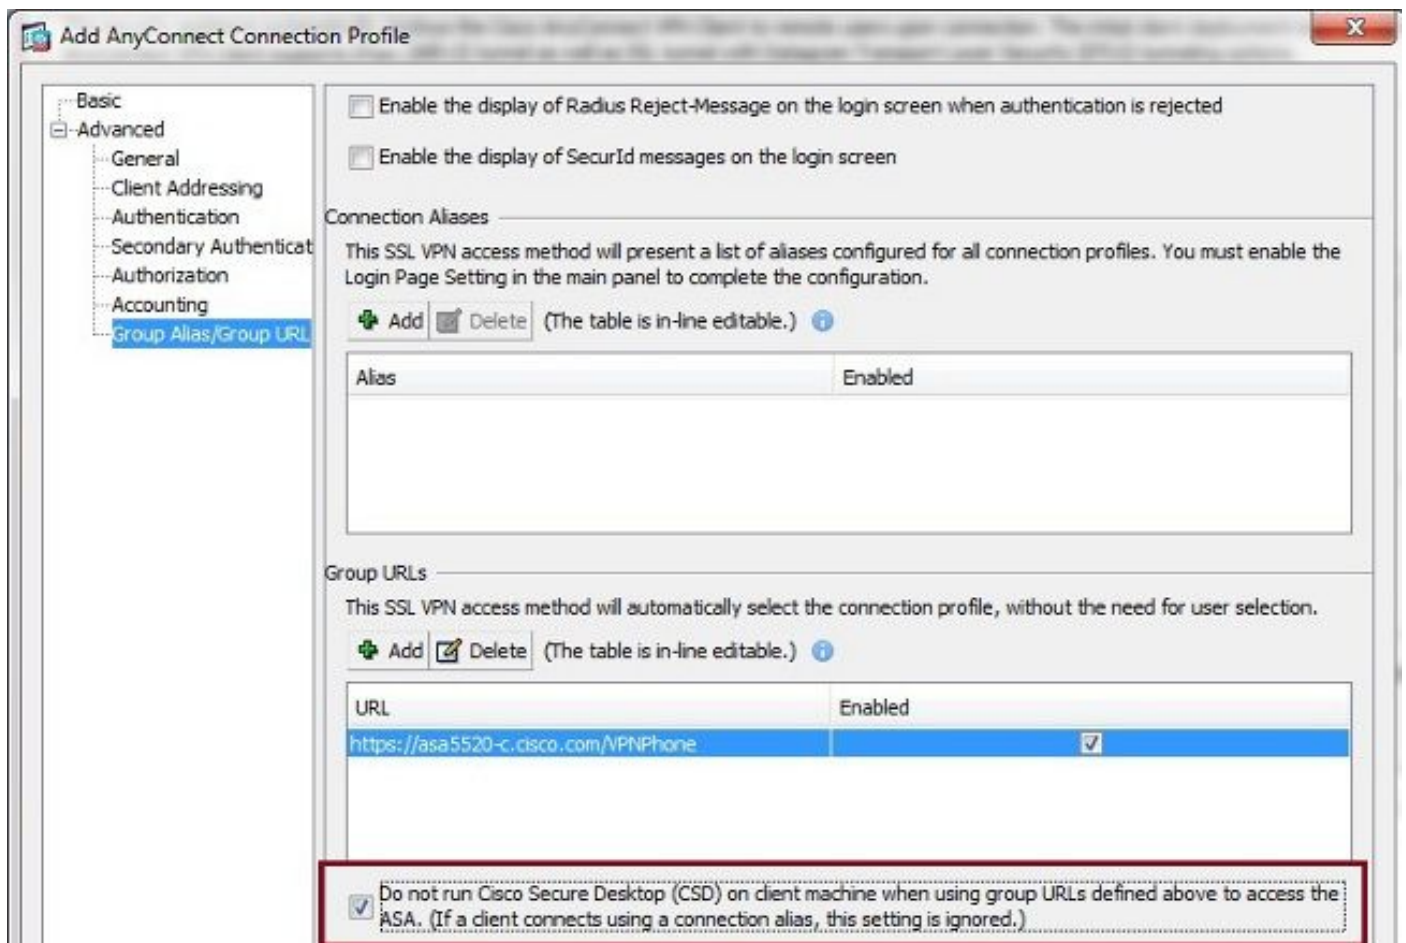 Add AnyConnect Connection Profile
X
Basic
Advanced
General
Client Addressing
Authentication
Secondary Authenticat
Authorization
Accounting
Group Alias/Group URL
Enable the display of Radius Reject-Message on the login screen when authentication is rejected
Enable the display of SecurId messages on the login screen
Connection Aliases
This SSL VPN access method will present a list of aliases configured for all connection profiles. You must enable the
Login Page Setting in the main panel to complete the configuration.
Add Delete (The table is in-line editable.) i
Alias Enabled
Group URLs
This SSL VPN access method will automatically select the connection profile, without the need for user selection.
Add Delete (The table is in-line editable.) i
URL Enabled
https://asa5520-c.cisco.com/VPNPhone
Do not run Cisco Secure Desktop (CSD) on client machine when using group URLs defined above to access the
ASA. (If a client connects using a connection alias, this setting is ignored.)